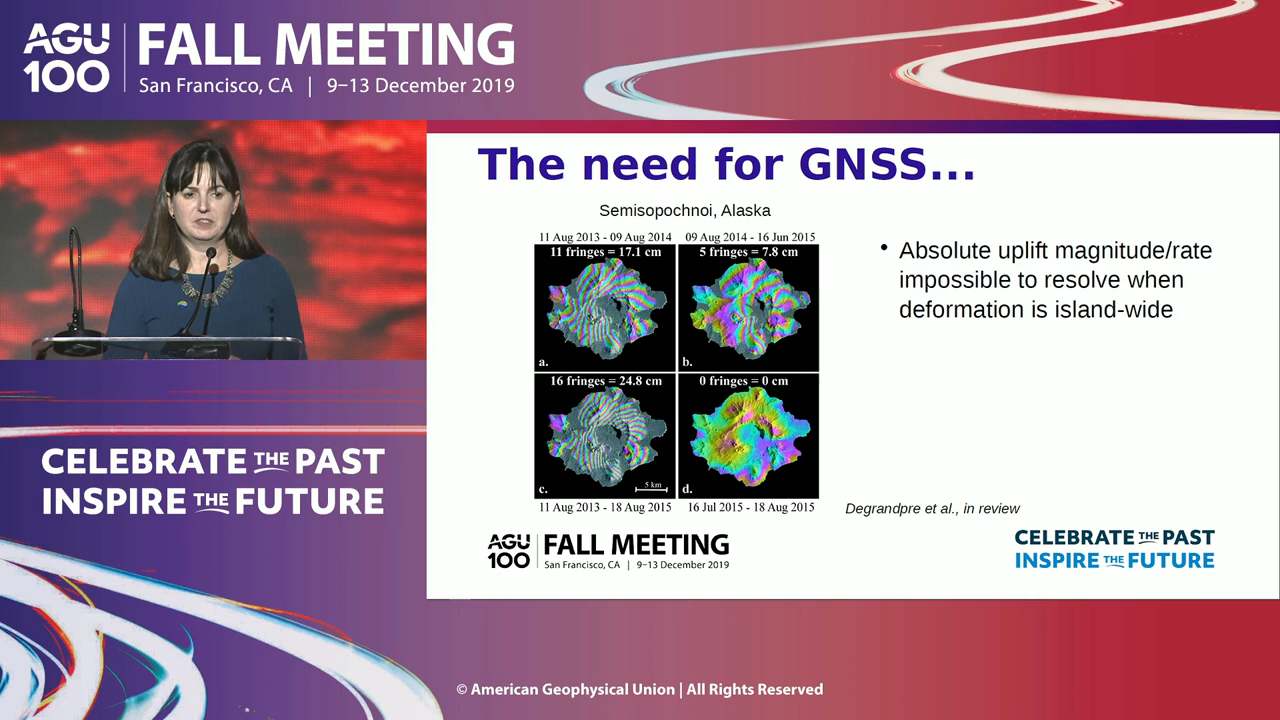 AGU 100 | FALL MEETING
San Francisco, CA | 9–13 December 2019
The need for GNSS...
Semisopochnoi, Alaska
11 Aug 2013 - 09 Aug 2014
09 Aug 2014 - 16 Jun 2015
11 fringes = 17.1 cm
5 fringes = 7.8 cm
a.
b.
16 fringes = 24.8 cm
0 fringes = 0 cm
c.
5 km
d.
11 Aug 2013 - 18 Aug 2015
16 Jul 2015 - 18 Aug 2015
• Absolute uplift magnitude/rate
impossible to resolve when
deformation is island-wide
Degrandpre et al., in review
AGU 100 | FALL MEETING
San Francisco, CA | 9–13 December 2019
CELEBRATE THE PAST
INSPIRE THE FUTURE
CELEBRATE THE PAST
INSPIRE THE FUTURE
© American Geophysical Union | All Rights Reserved